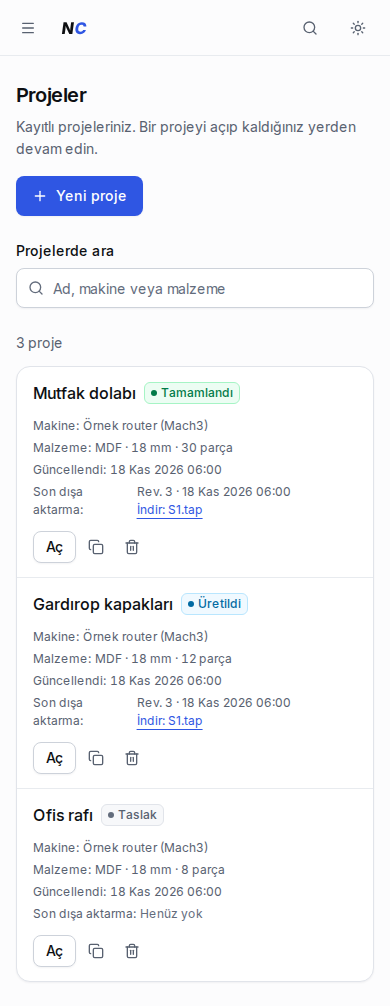 NC
Projeler
Kayıtlı projeleriniz. Bir projeyi açıp kaldığınız yerden
devam edin.
Yeni proje
Projelerde ara
Ad, makine veya malzeme
3 proje
Mutfak dolabı
Tamamlandı
Makine: Örnek router (Mach3)
Malzeme: MDF · 18 mm · 30 parça
Güncellendi: 18 Kas 2026 06:00
Son dışa aktarma:
Rev. 3 · 18 Kas 2026 06:00
İndir: S1.tap
Aç
Gardırop kapakları
Üretildi
Makine: Örnek router (Mach3)
Malzeme: MDF · 18 mm · 12 parça
Güncellendi: 18 Kas 2026 06:00
Son dışa aktarma:
Rev. 3 · 18 Kas 2026 06:00
İndir: S1.tap
Aç
Ofis rafı
Taslak
Makine: Örnek router (Mach3)
Malzeme: MDF · 18 mm · 8 parça
Güncellendi: 18 Kas 2026 06:00
Son dışa aktarma: Henüz yok
Aç